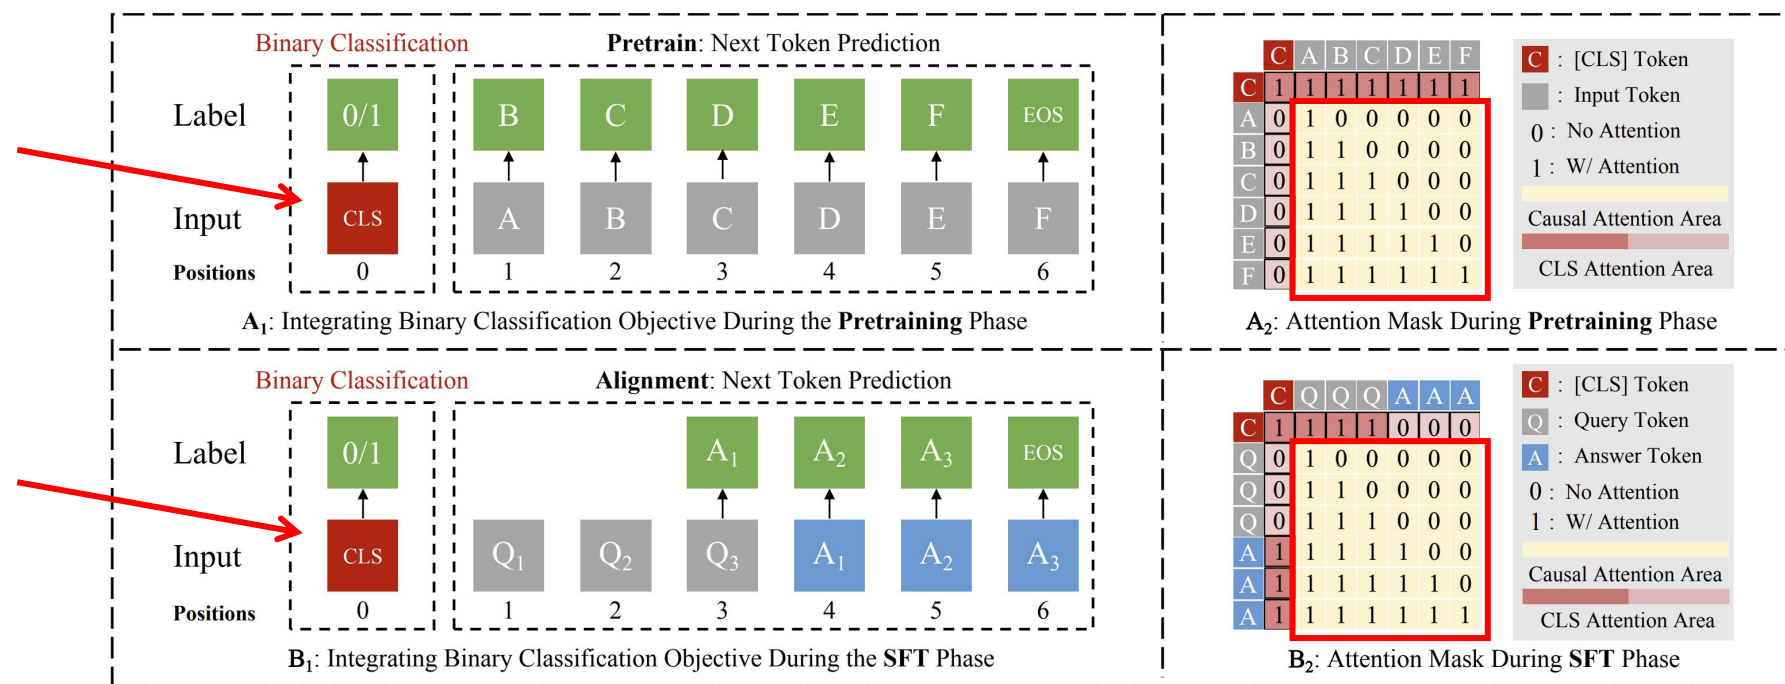 Binary Classification Pretrain: Next Token Prediction
Label 0/1 B C D E F EOS
Input CLS A B C D E F
Positions 0 1 2 3 4 5 6
A₁: Integrating Binary Classification Objective During the Pretraining Phase
C A B C D E F
C 1 1 1 1 1 1 1
A 0 1 0 0 0 0 0
B 0 1 1 0 0 0 0
C 0 1 1 1 0 0 0
D 0 1 1 1 1 0 0
E 0 1 1 1 1 1 0
F 0 1 1 1 1 1 1
C : [CLS] Token
: Input Token
0 : No Attention
1 : W/ Attention
Causal Attention Area
CLS Attention Area
A₂: Attention Mask During Pretraining Phase
Binary Classification Alignment: Next Token Prediction
Label 0/1 A₁ A₂ A₃ EOS
Input CLS Q₁ Q₂ Q₃ A₁ A₂ A₃
Positions 0 1 2 3 4 5 6
B₁: Integrating Binary Classification Objective During the SFT Phase
C Q Q Q A A A
C 1 1 1 1 0 0 0
Q 0 1 0 0 0 0 0
Q 0 1 1 0 0 0 0
Q 0 1 1 1 0 0 0
A 1 1 1 1 1 0 0
A 1 1 1 1 1 1 0
A 1 1 1 1 1 1 1
C : [CLS] Token
Q : Query Token
A : Answer Token
0 : No Attention
1 : W/ Attention
Causal Attention Area
CLS Attention Area
B₂: Attention Mask During SFT Phase